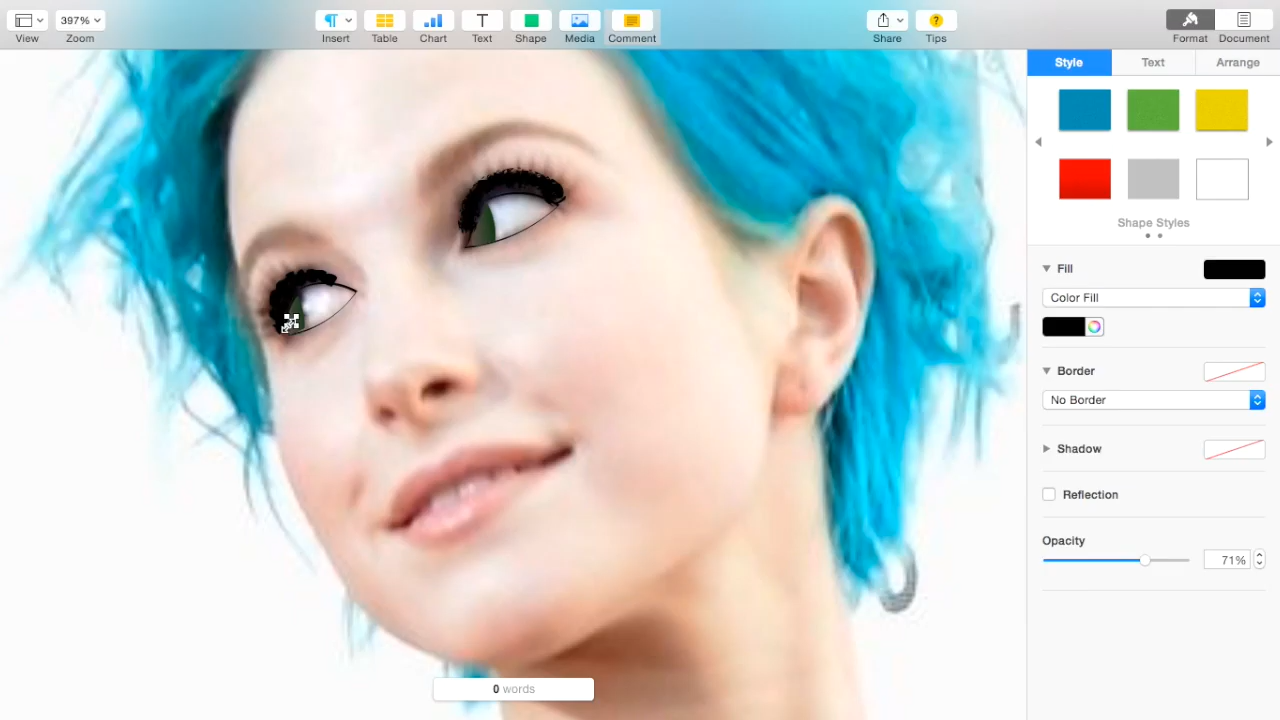 397%
View Zoom Insert Table Chart Text Shape Media Comment Share Tips Format Document
Style Text Arrange
Shape Styles
Fill
Color Fill
Border
No Border
Shadow
Reflection
Opacity
71%
0 words